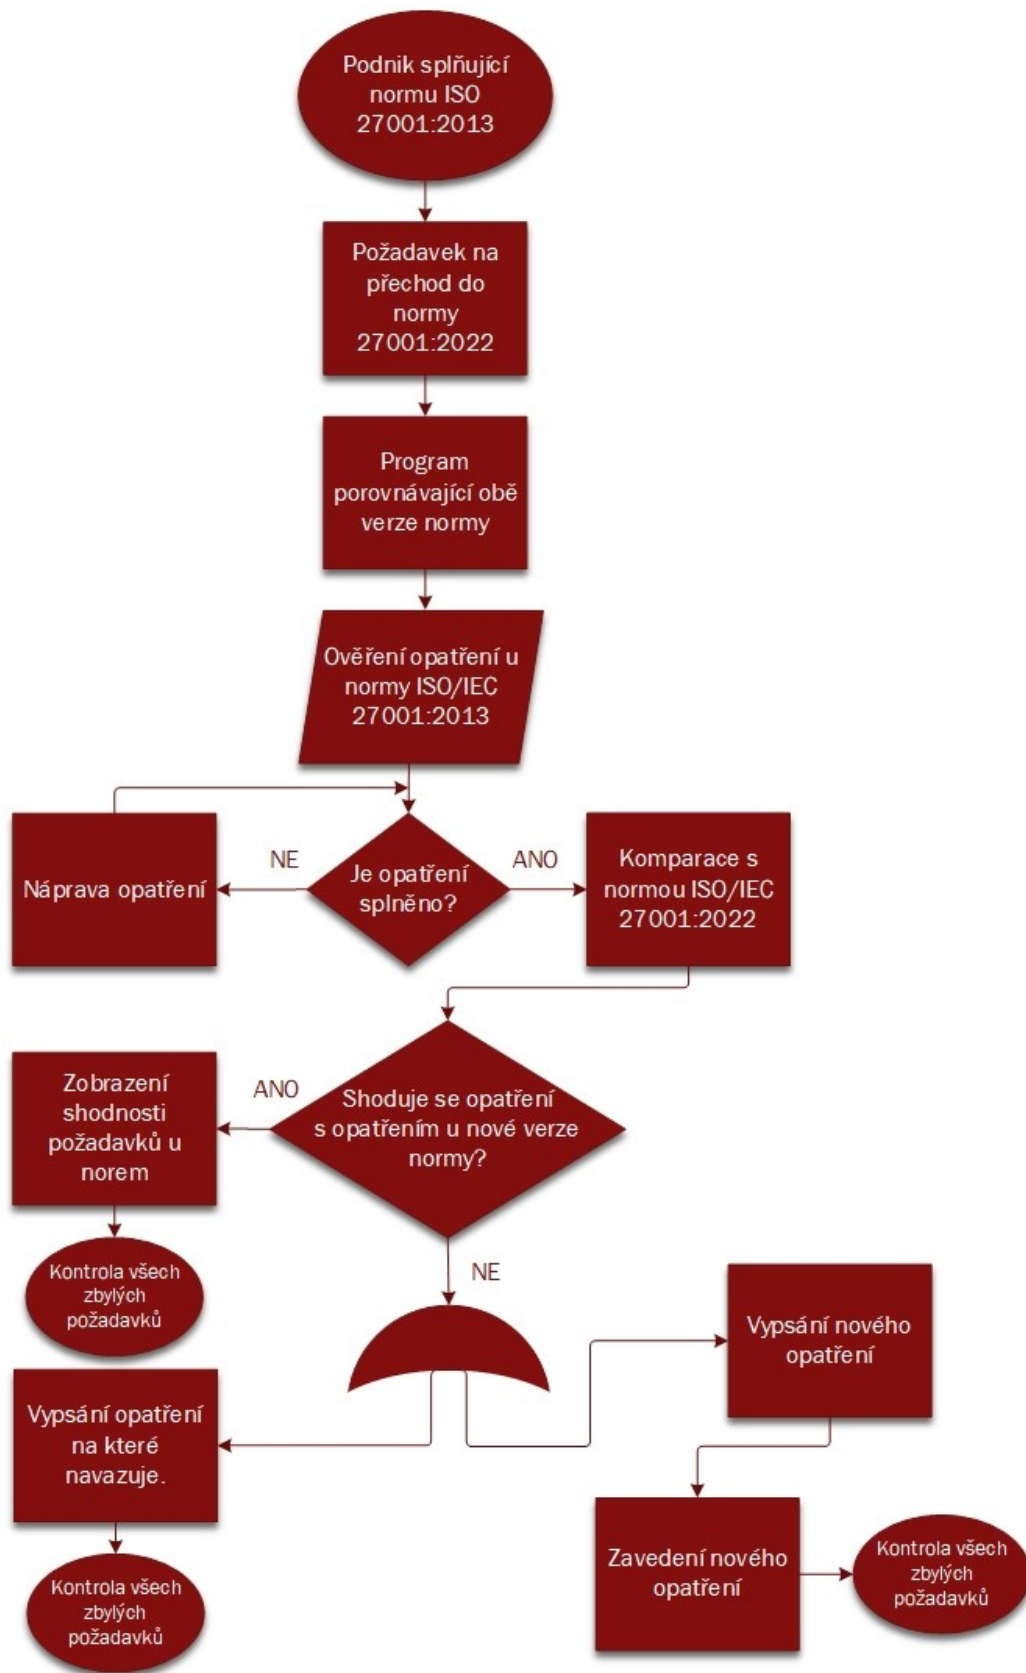 Podnik splňující
normu ISO
27001:2013
Požadavek na
přechod do
normy
27001:2022
Program
porovnávající obě
verze normy
Ověření opatření u
normy ISO/IEC
27001:2013
Náprava opatření
NE
Je opatření
splněno?
ANO
Komparace s
normou ISO/IEC
27001:2022
Zobrazení
shodnosti
požadavků u
norem
ANO
Shoduje se opatření
s opatřením u nové verze
normy?
Kontrola všech
zbylých
požadavků
NE
Vypsání nového
opatření
Vypsání opatření
na které
navazuje.
Zavedení nového
opatření
Kontrola všech
zbylých
požadavků
Kontrola všech
zbylých
požadavků